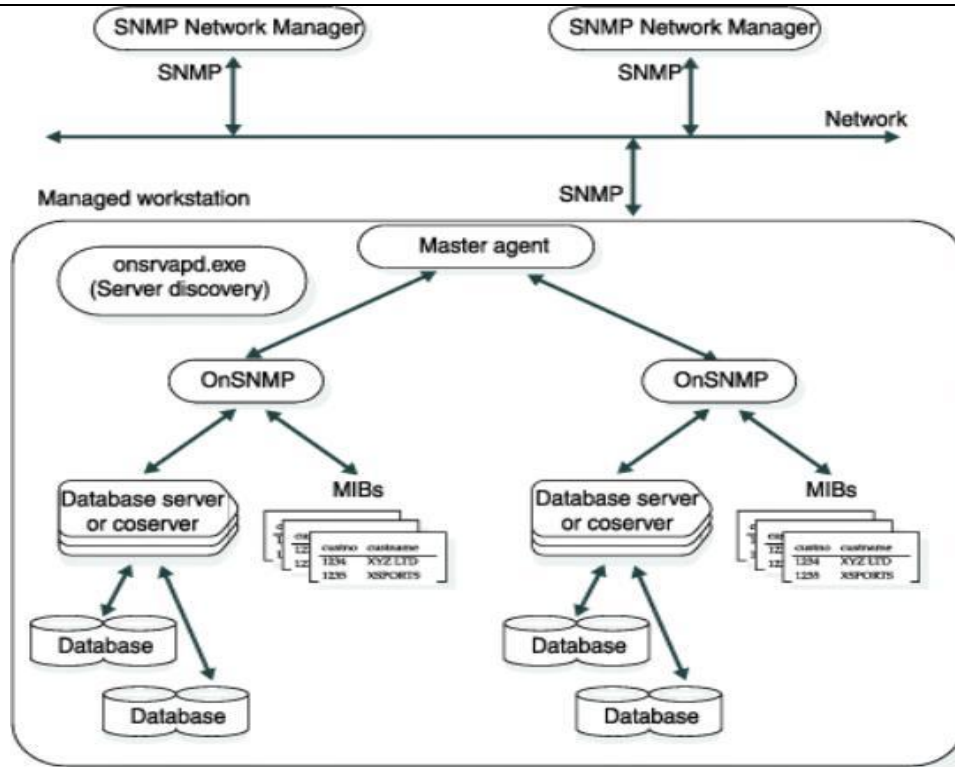 SNMP Network Manager
SNMP Network Manager
SNMP
SNMP
Network
SNMP
Managed workstation
Master agent
onsrvapd.exe
(Server discovery)
OnSNMP
OnSNMP
Database server
or coserver
MIBs
custno custname
1234 XYZ LTD
1235 XSPORTS
Database server
or coserver
MIBs
custno custname
1234 XYZ LTD
1235 XSPORTS
Database
Database
Database
Database